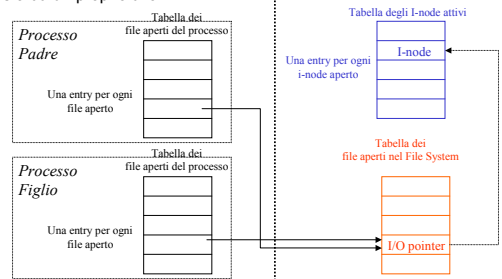 Processo
Padre
Tabella dei
file aperti del processo
Una entry per ogni
file aperto
Processo
Figlio
Tabella dei
file aperti del processo
Una entry per ogni
file aperto
Tabella degli I-node attivi
Una entry per ogni
i-node aperto
I-node
Tabella dei
file aperti nel File System
I/O pointer